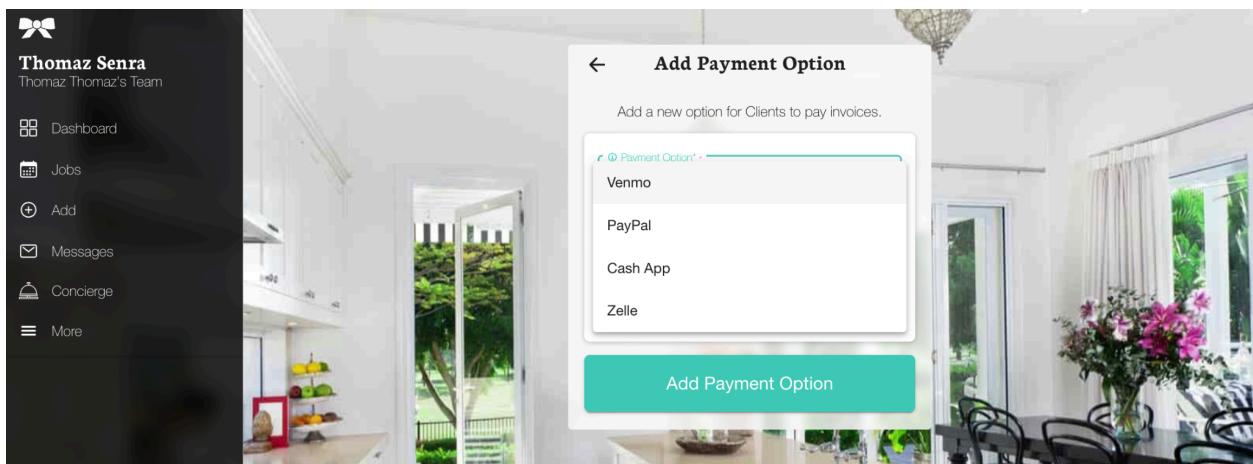 Thomaz Senra
Thomaz Thomaz's Team
Dashboard
Jobs
Add
Messages
Concierge
More
Add Payment Option
Add a new option for Clients to pay invoices.
Payment Option* *
Venmo
PayPal
Cash App
Zelle
Add Payment Option